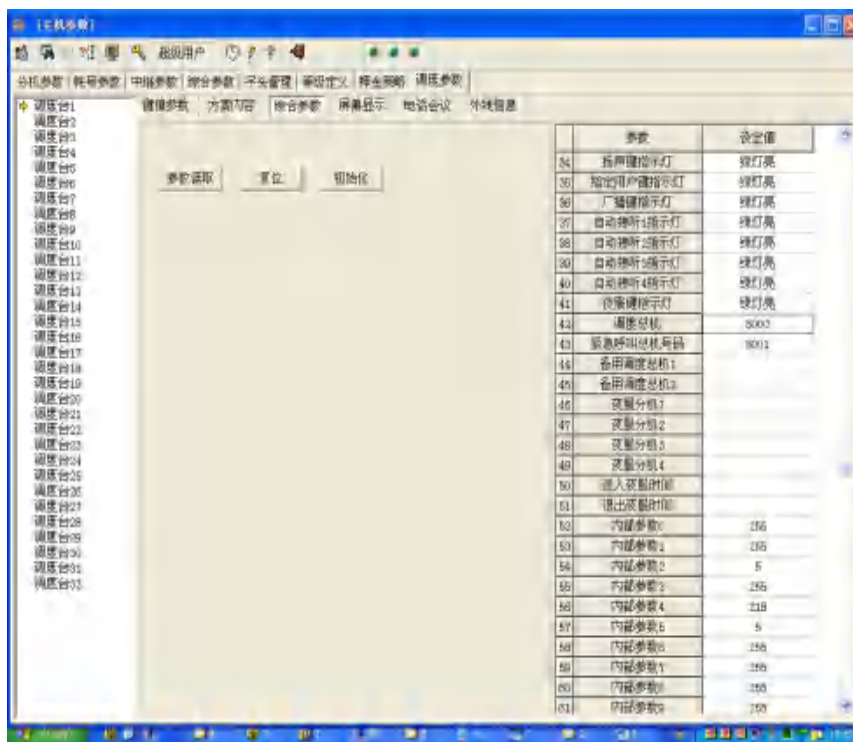 [主机参数]
超级用户
分机参数 帐号参数 中继参数 综合参数 字头管理 等级定义 调度参数
键值参数 方案内容 综合参数 屏幕显示 电话会议 外线信息
调度台1
调度台2
调度台3
调度台4
调度台5
调度台6
调度台7
调度台8
调度台9
调度台10
调度台11
调度台12
调度台13
调度台14
调度台15
调度台16
调度台17
调度台18
调度台19
调度台20
调度台21
调度台22
调度台23
调度台24
调度台25
调度台26
调度台27
调度台28
调度台29
调度台30
调度台31
调度台32
参数读取 复位 初始化
参数 设定值
34 扬声键指示灯 绿灯亮
35 指定用户键指示灯 绿灯亮
36 广播键指示灯 绿灯亮
37 自动接听1指示灯 绿灯亮
38 自动接听2指示灯 绿灯亮
39 自动接听3指示灯 绿灯亮
40 自动接听4指示灯 绿灯亮
41 夜服键指示灯 绿灯亮
42 调度总机
43 紧急呼叫总机号码 8001
44 备用调度总机1
45 备用调度总机2
46 夜服分机1
47 夜服分机2
48 夜服分机3
49 夜服分机4
50 进入夜服时间
51 退出夜服时间
52 内部参数0 255
53 内部参数1 255
54 内部参数2 5
55 内部参数3 255
56 内部参数4
57 内部参数5 5
58 内部参数6 255
59 内部参数7 255
60 内部参数8 255
61 内部参数9 255